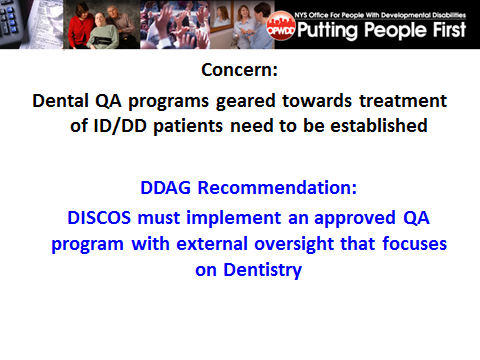 NYS Office For People With Developmental Disabilities
OPWDD
Putting People First
Concern:
Dental QA programs geared towards treatment
of ID/DD patients need to be established
DDAG Recommendation:
DISCOS must implement an approved QA
program with external oversight that focuses
on Dentistry